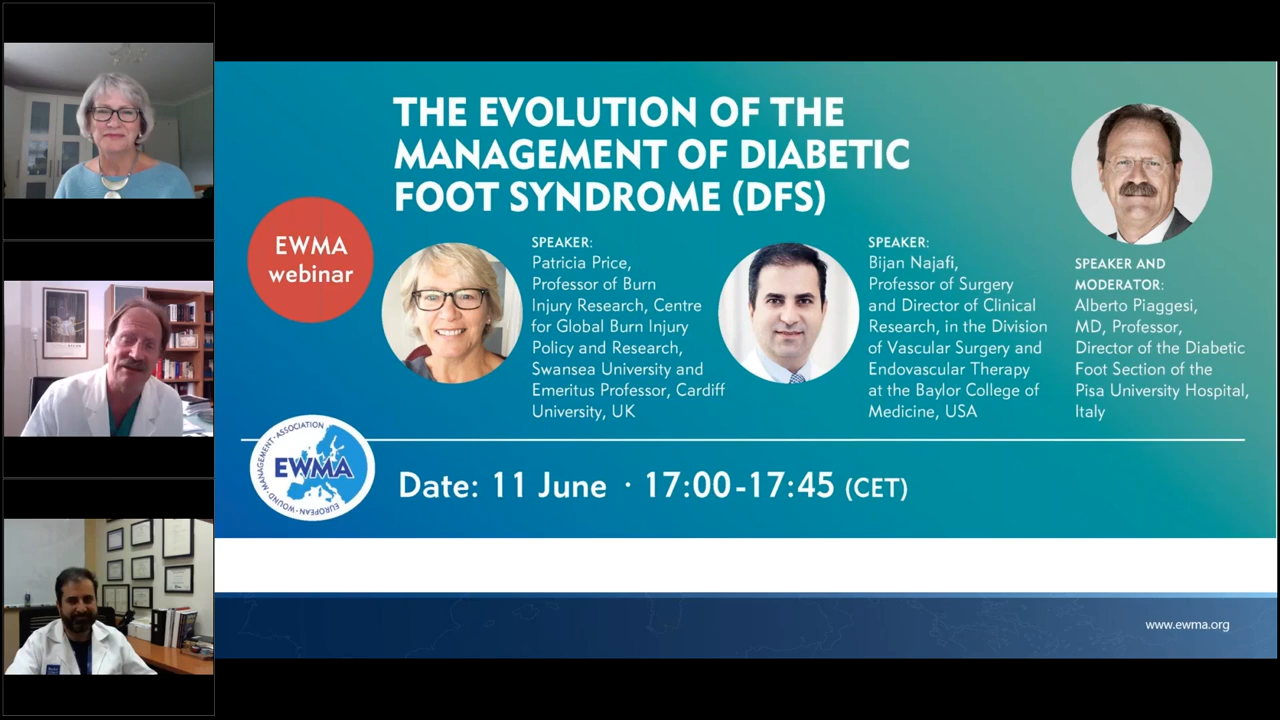 THE EVOLUTION OF THE
MANAGEMENT OF DIABETIC
FOOT SYNDROME (DFS)
EWMA
webinar
SPEAKER:
Patricia Price,
Professor of Burn
Injury Research, Centre
for Global Burn Injury
Policy and Research,
Swansea University and
Emeritus Professor, Cardiff
University, UK
SPEAKER:
Bijan Najafi,
Professor of Surgery
and Director of Clinical
Research, in the Division
of Vascular Surgery and
Endovascular Therapy
at the Baylor College of
Medicine, USA
SPEAKER AND
MODERATOR:
Alberto Piaggesi,
MD, Professor,
Director of the Diabetic
Foot Section of the
Pisa University Hospital,
Italy
EWMA
EUROPEAN · WOUND · MANAGEMENT · ASSOCIATION
Date: 11 June · 17:00-17:45 (CET)
www.ewma.org